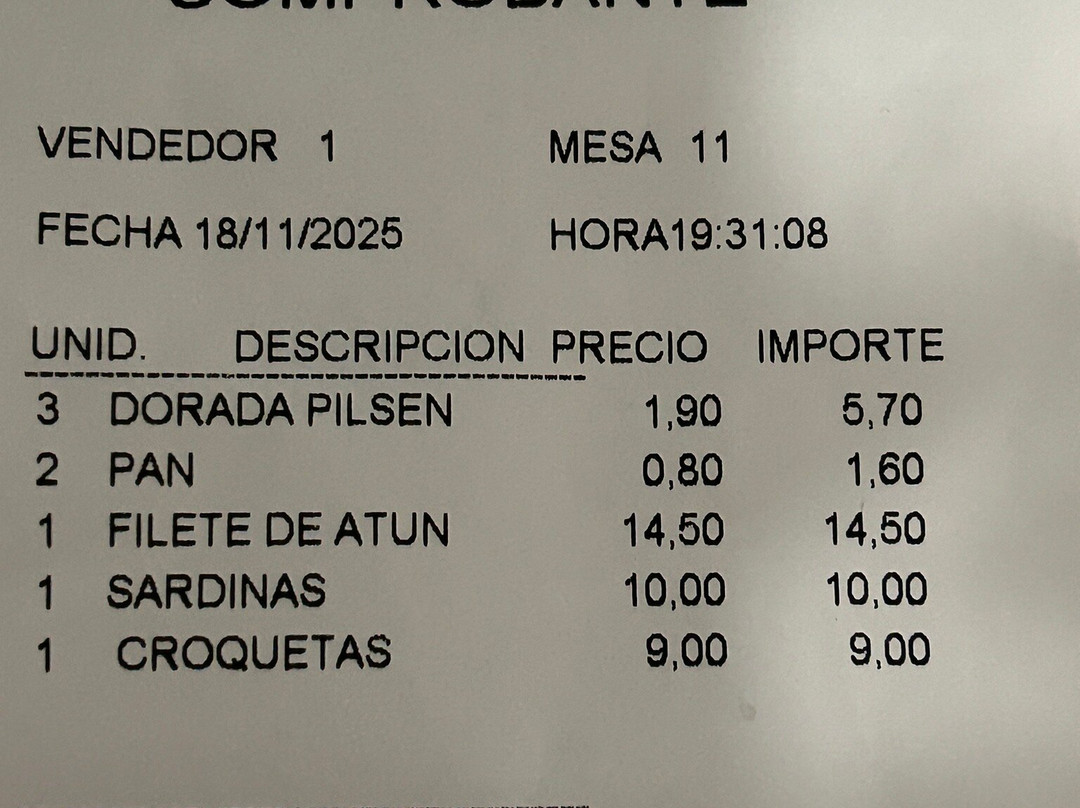 COMPROBANTE
VENDEDOR 1 MESA 11
FECHA 18/11/2025 HORA19:31:08
UNID. DESCRIPCION PRECIO IMPORTE
3 DORADA PILSEN 1,90 5,70
2 PAN 0,80 1,60
1 FILETE DE ATUN 14,50 14,50
1 SARDINAS 10,00 10,00
1 CROQUETAS 9,00 9,00